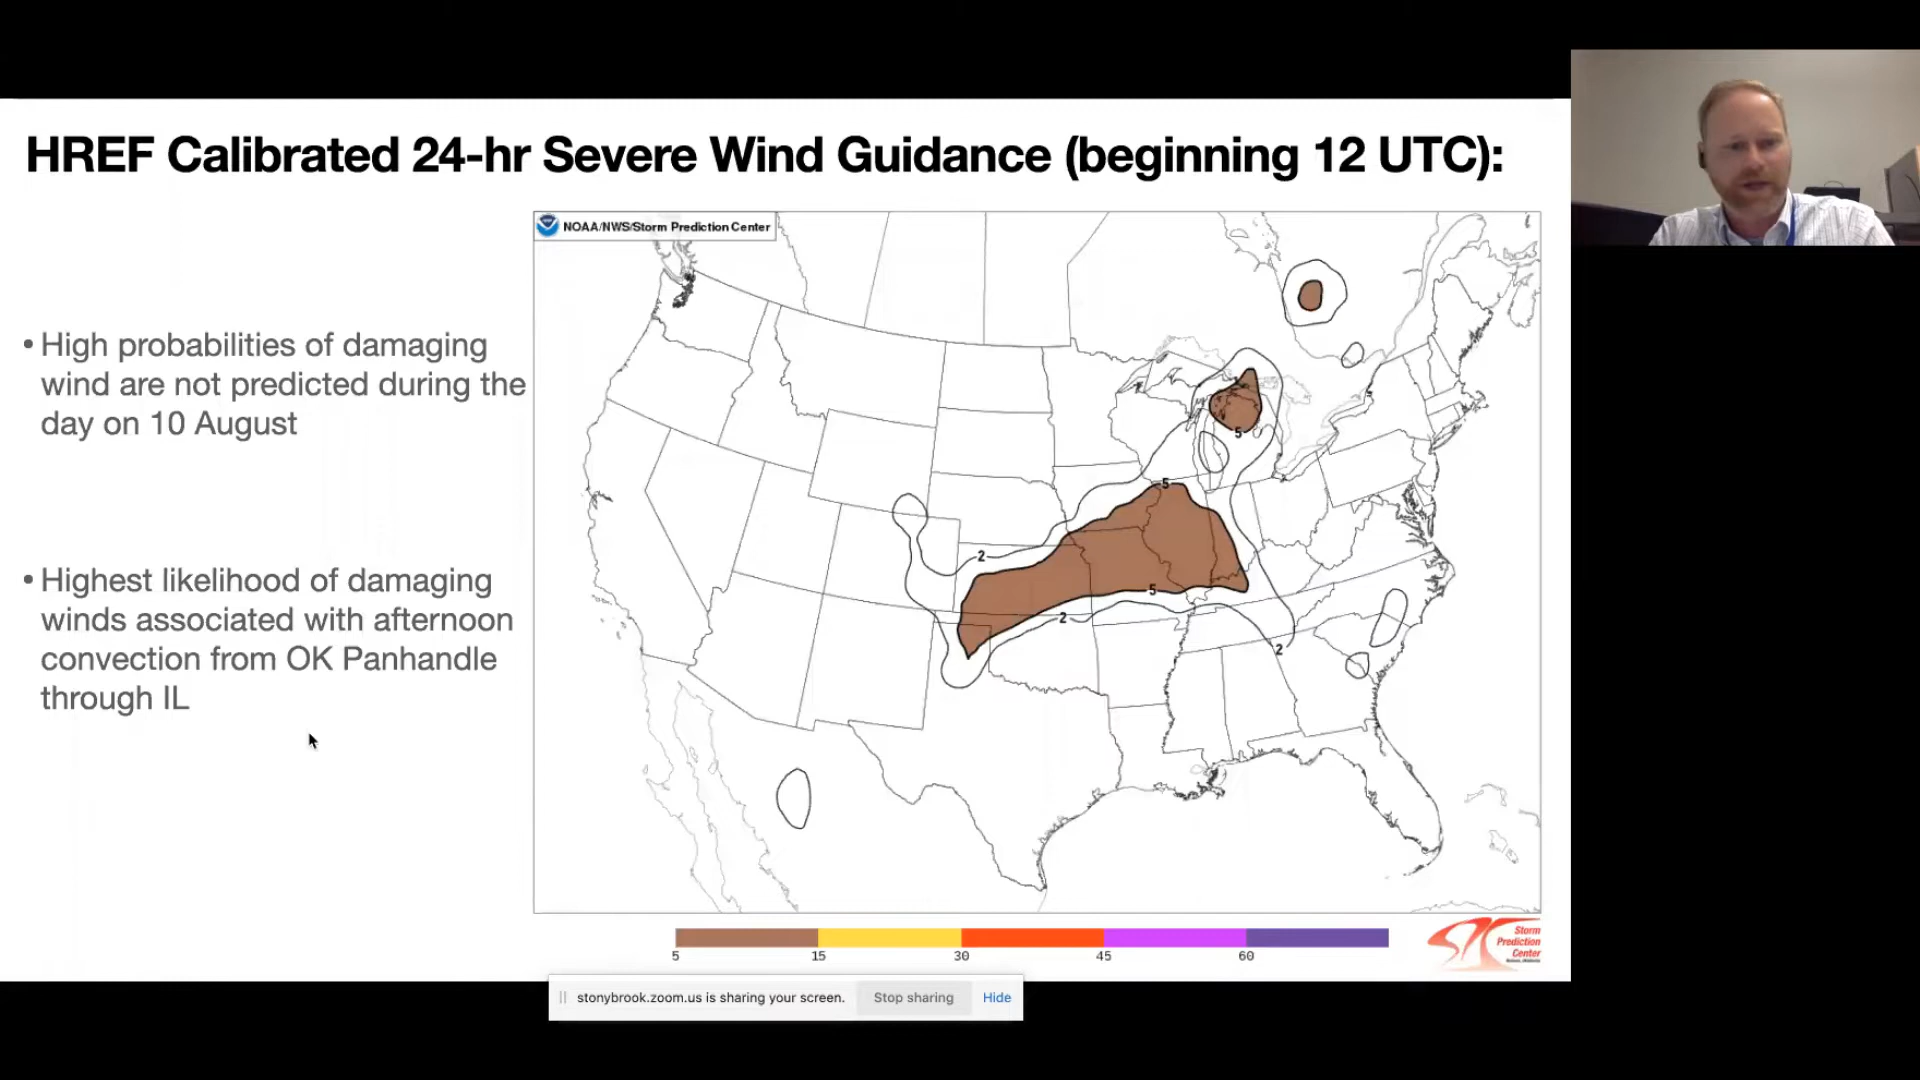 HREF Calibrated 24-hr Severe Wind Guidance (beginning 12 UTC):
NOAA/NWS/Storm Prediction Center
• High probabilities of damaging
wind are not predicted during the
day on 10 August
• Highest likelihood of damaging
winds associated with afternoon
convection from OK Panhandle
through IL
5
5
2
5
2
2
5 15 30 45 60
Storm
Prediction
Center
stonybrook.zoom.us is sharing your screen.
Stop sharing
Hide